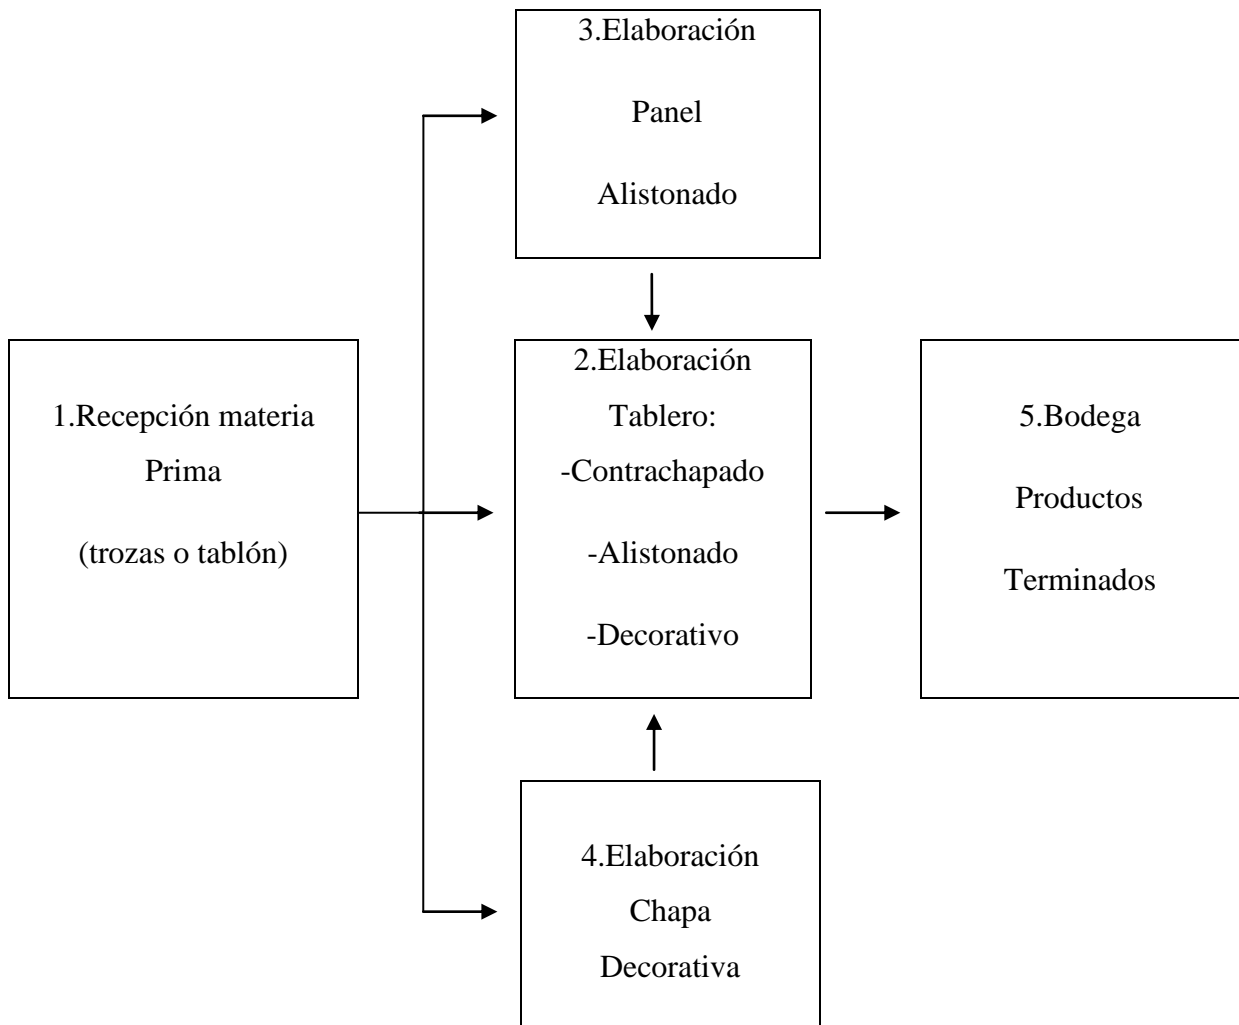 3.Elaboración
Panel
Alistonado
1.Recepción materia
Prima
(trozas o tablón)
2.Elaboración
Tablero:
-Contrachapado
-Alistonado
-Decorativo
5.Bodega
Productos
Terminados
4.Elaboración
Chapa
Decorativa